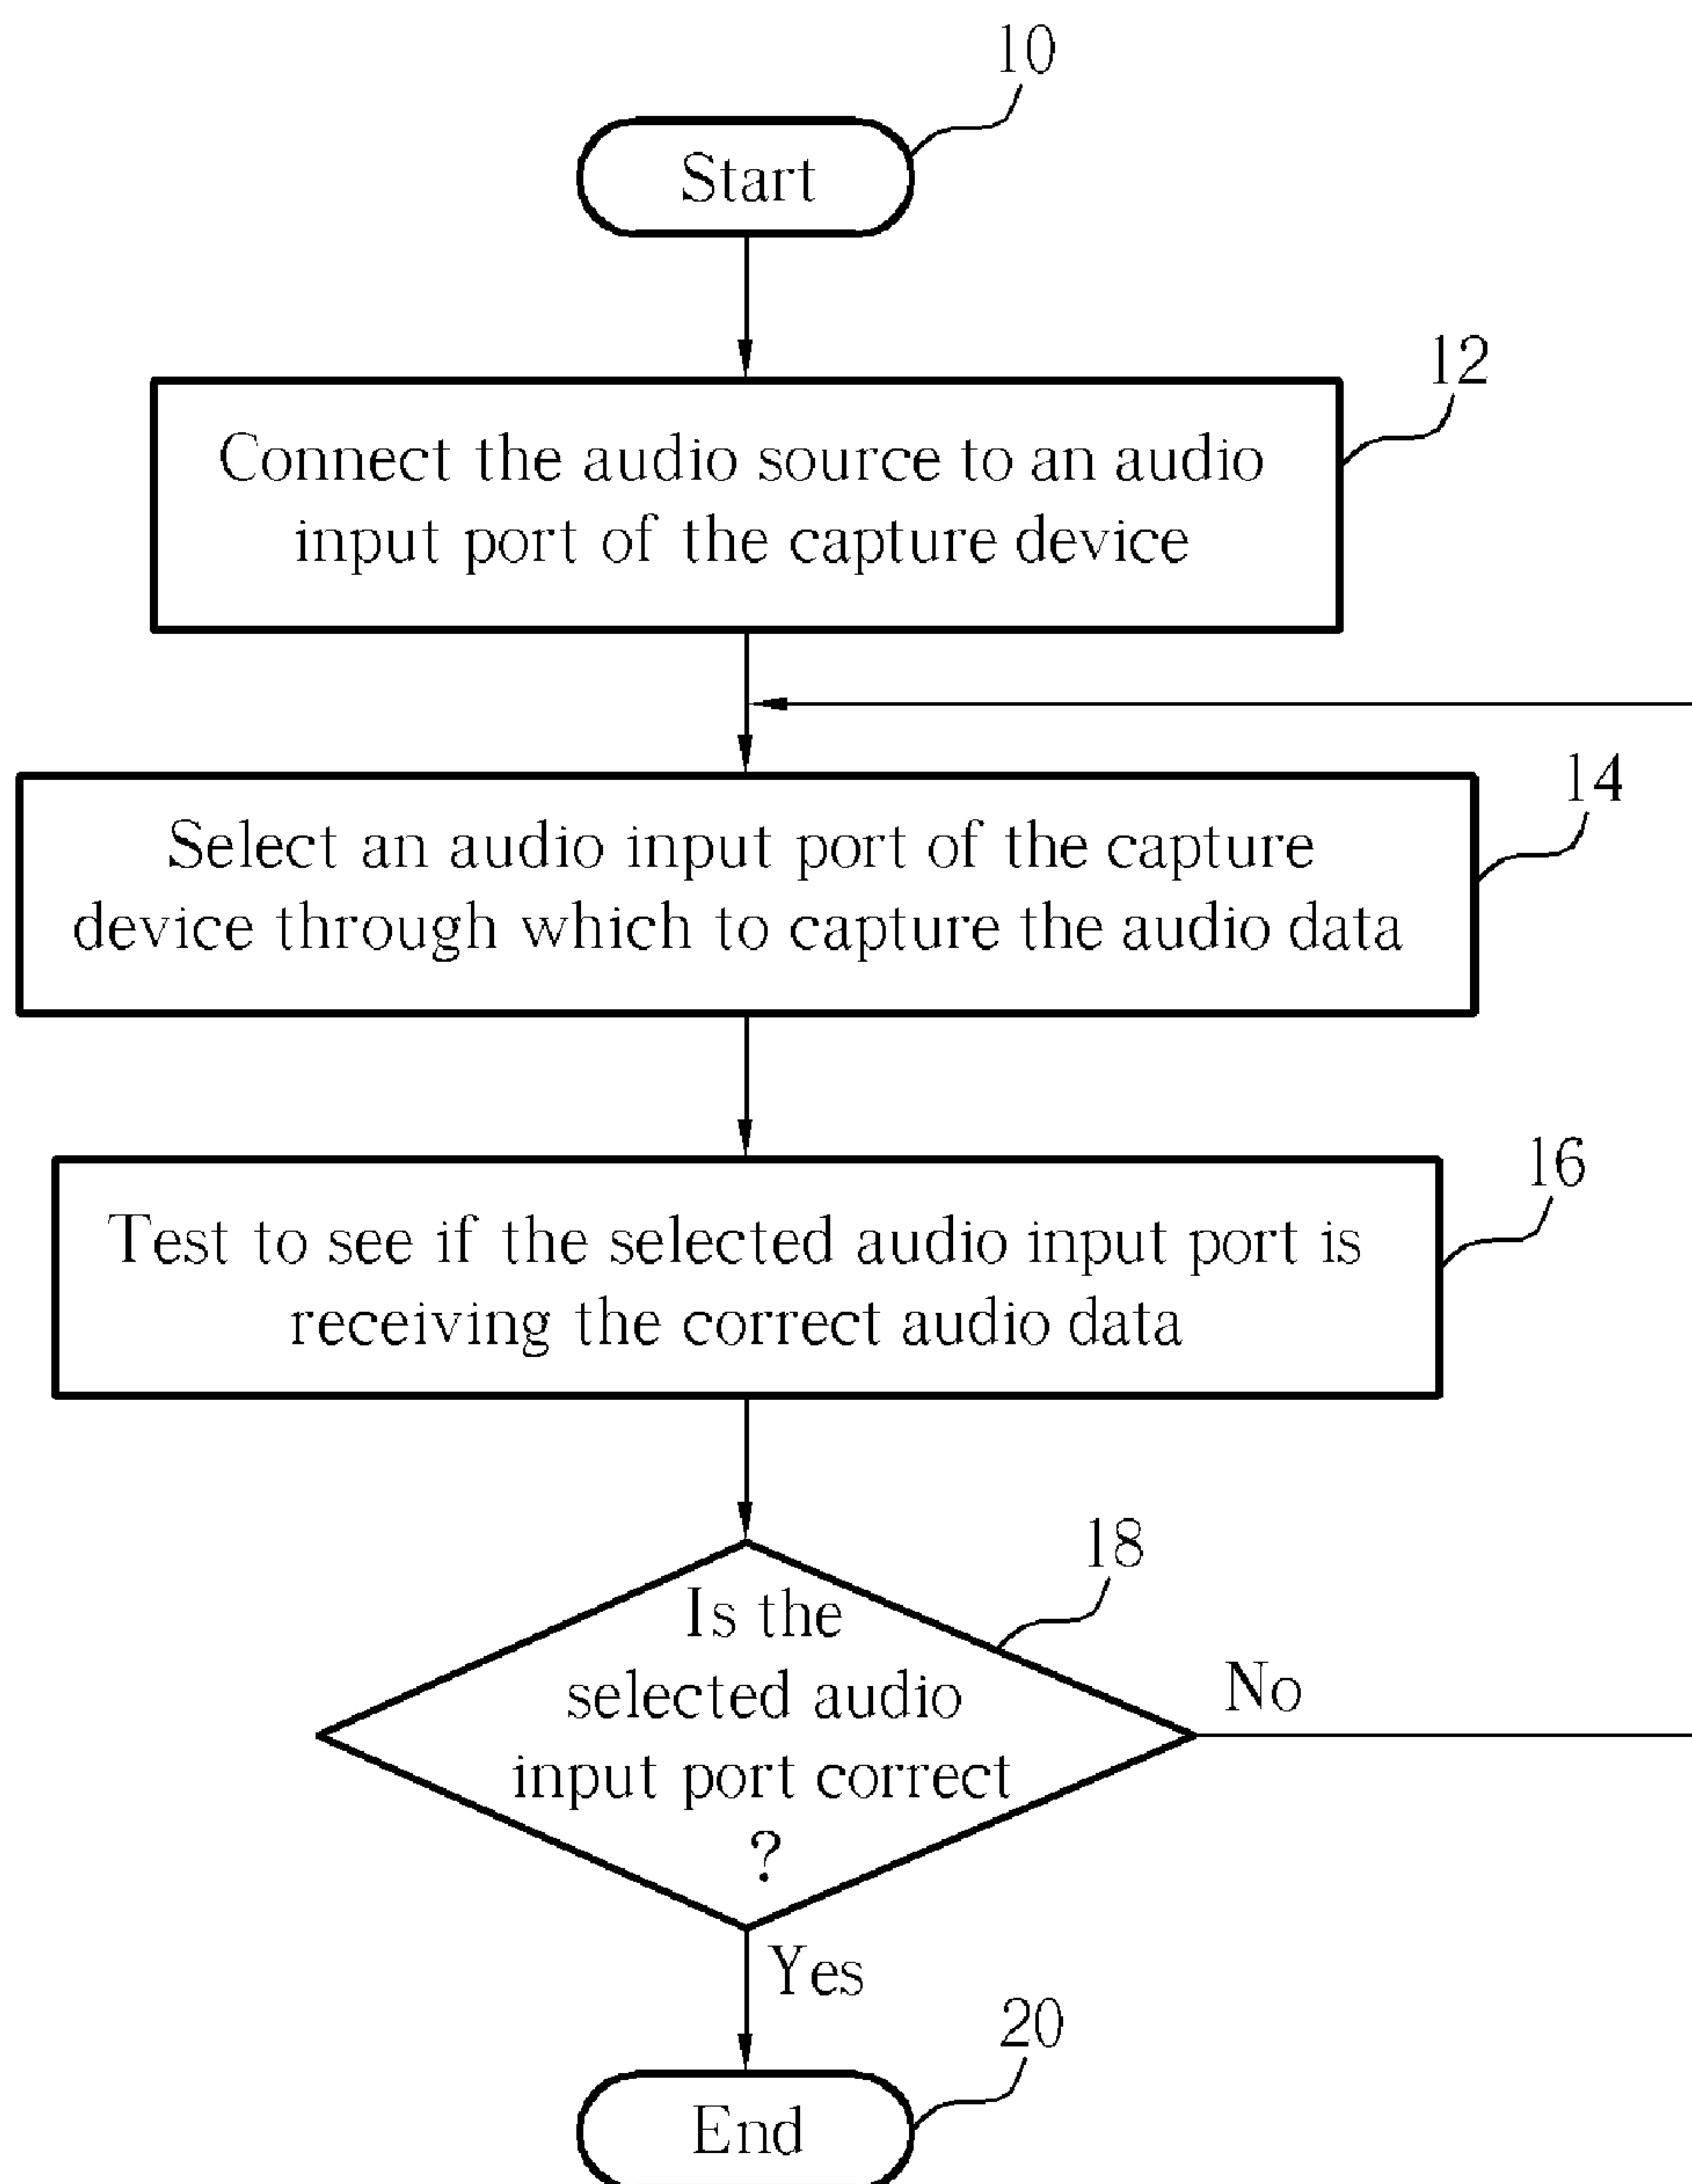 10
Start
12
Connect the audio source to an audio
input port of the capture device
14
Select an audio input port of the capture
device through which to capture the audio data
16
Test to see if the selected audio input port is
receiving the correct audio data
18
Is the
selected audio
input port correct
?
No
Yes
20
End